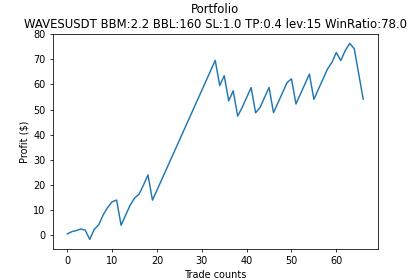 Portfolio
WAVESUSDT BBM:2.2 BBL:160 SL:1.0 TP:0.4 lev:15 WinRatio:78.0
80
70
60
50
40
30
20
10
0
Profit ($)
0 10 20 30 40 50 60
Trade counts